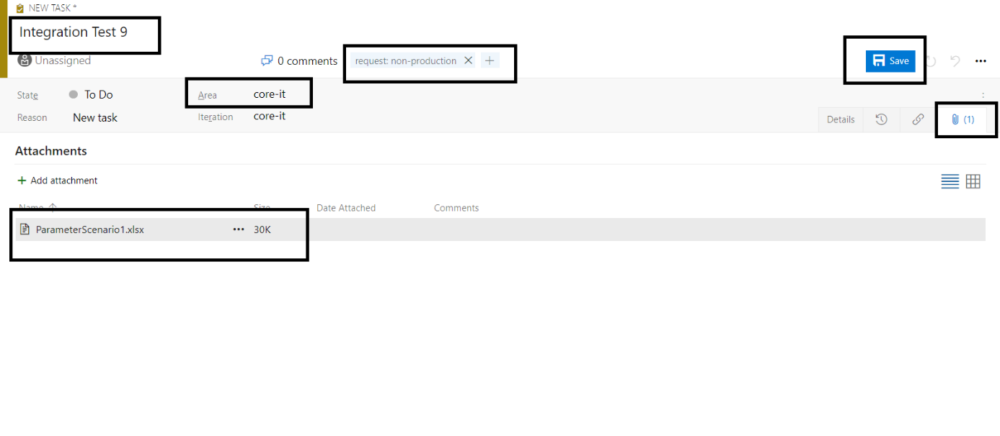 NEW TASK *
Integration Test 9
Unassigned
0 comments
request: non-production
Save
State
To Do
Area
core-it
Reason
New task
Iteration
core-it
Details
(1)
Attachments
+ Add attachment
Name Size Date Attached Comments
ParameterScenario1.xlsx ... 30K